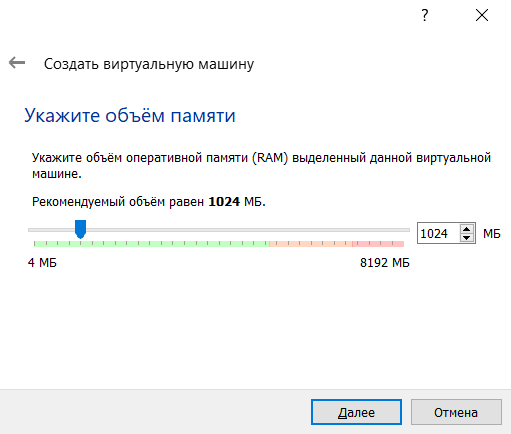 ?
Создать виртуальную машину
Укажите объём памяти
Укажите объём оперативной памяти (RAM) выделенный данной виртуальной
машине.
Рекомендуемый объём равен 1024 МБ.
1024 МБ
4 МБ 8192 МБ
Далее Отмена